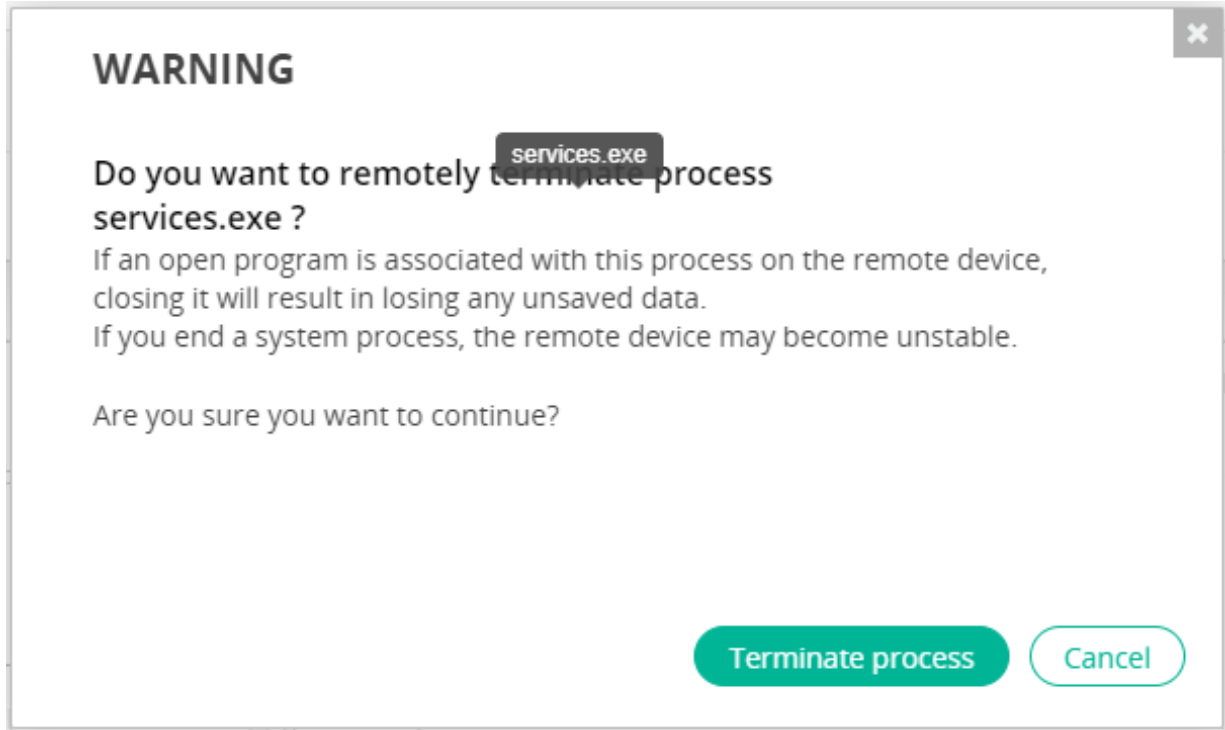 WARNING
services.exe
Do you want to remotely terminate process
services.exe ?
If an open program is associated with this process on the remote device,
closing it will result in losing any unsaved data.
If you end a system process, the remote device may become unstable.
Are you sure you want to continue?
Terminate process
Cancel